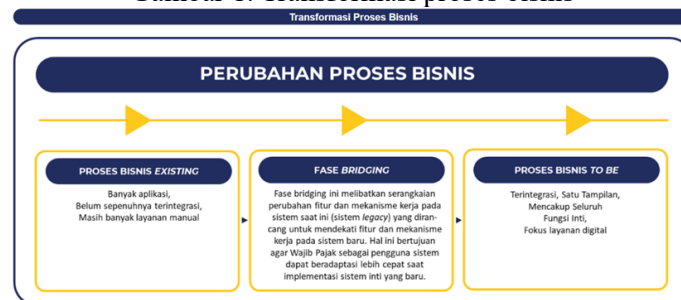 Transformasi Proses Bisnis
PERUBAHAN PROSES BISNIS
PROSES BISNIS EXISTING
Banyak aplikasi,
Belum sepenuhnya terintegrasi,
Masih banyak layanan manual
FASE BRIDGING
Fase bridging ini melibatkan serangkaian
perubahan fitur dan mekanisme kerja pada
sistem saat ini (sistem legacy) yang diran-
cang untuk mendekati fitur dan mekanisme
kerja pada sistem baru. Hal ini bertujuan
agar Wajib Pajak sebagai pengguna sistem
dapat beradaptasi lebih cepat saat
implementasi sistem inti yang baru.
PROSES BISNIS TO BE
Terintegrasi, Satu Tampilan,
Mencakup Seluruh
Fungsi Inti,
Fokus layanan digital